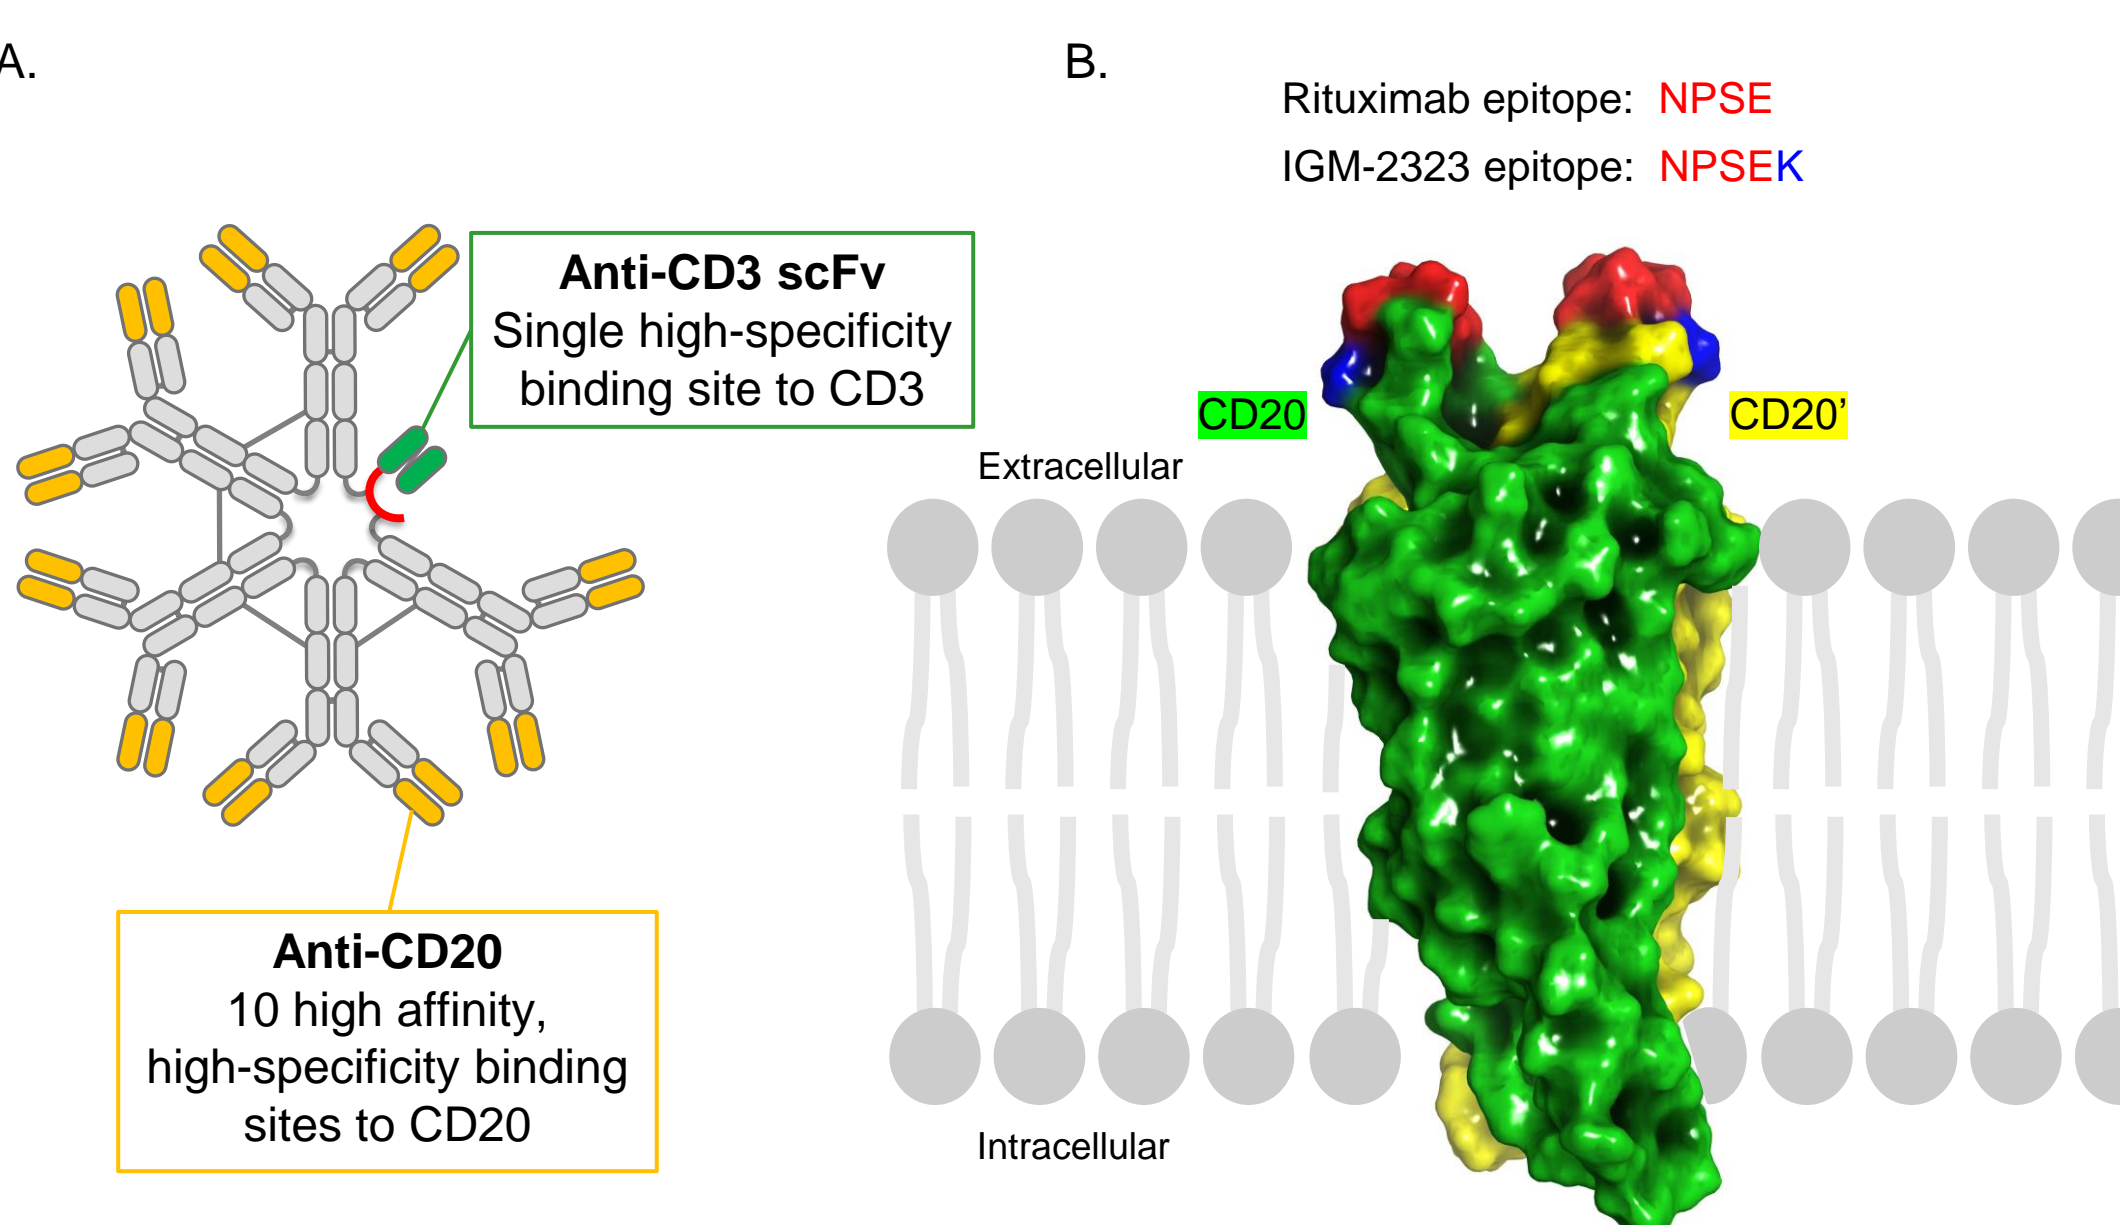 A.
Anti-CD3 scFv
Single high-specificity
binding site to CD3
Anti-CD20
10 high affinity,
high-specificity binding
sites to CD20
B.
Rituximab epitope: NPSE
IGM-2323 epitope: NPSEK
CD20
CD20’
Extracellular
Intracellular